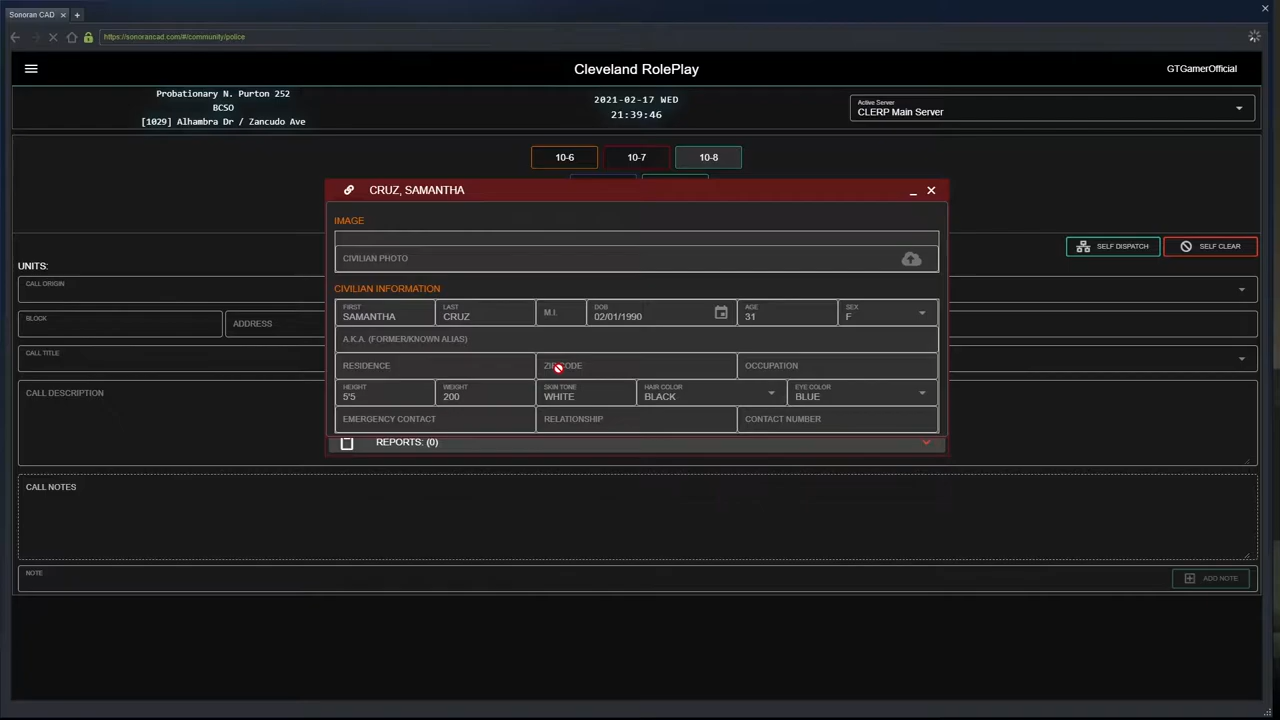 Sonoran CAD
https://sonorancad.com/#/community/police
Cleveland RolePlay
GTGamerOfficial
Probationary N. Purton 252
BCSO
[1029] Alhambra Dr / Zancudo Ave
2021-02-17 WED
21:39:46
Active Server
CLERP Main Server
10-6
10-7
10-8
CRUZ, SAMANTHA
IMAGE
CIVILIAN PHOTO
SELF DISPATCH
SELF CLEAR
UNITS:
CALL ORIGIN
CIVILIAN INFORMATION
FIRST
SAMANTHA
LAST
CRUZ
M.I.
DOB
02/01/1990
AGE
31
SEX
F
BLOCK
ADDRESS
A.K.A. (FORMER/KNOWN ALIAS)
CALL TITLE
RESIDENCE
ZIP CODE
OCCUPATION
CALL DESCRIPTION
HEIGHT
5'5
WEIGHT
200
SKIN TONE
WHITE
HAIR COLOR
BLACK
EYE COLOR
BLUE
EMERGENCY CONTACT
RELATIONSHIP
CONTACT NUMBER
REPORTS: (0)
CALL NOTES
NOTE
ADD NOTE